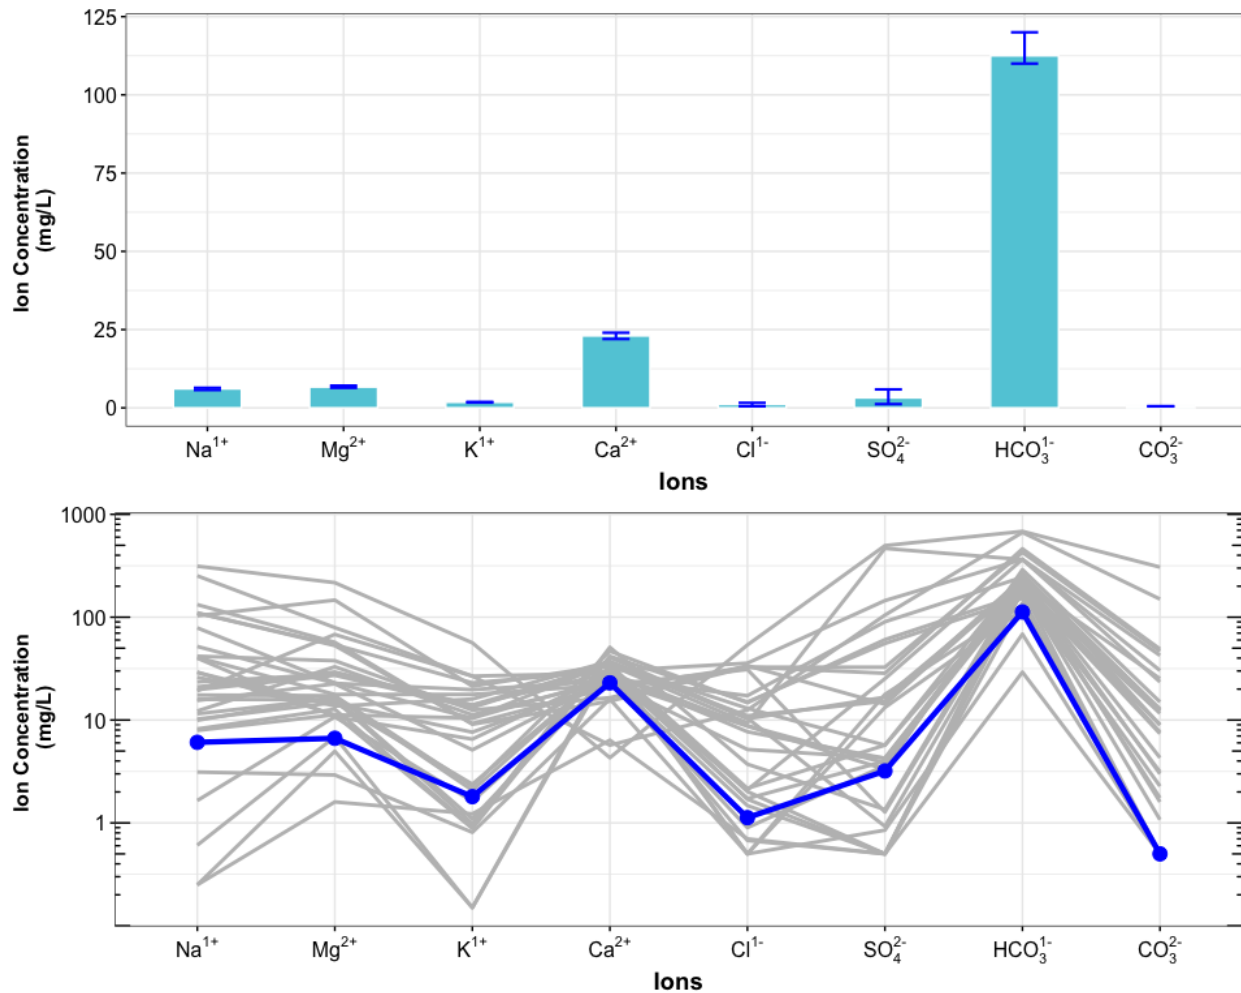 125
100
75
50
25
0
Ion Concentration
(mg/L)
Na¹⁺ Mg²⁺ K¹⁺ Ca²⁺ Cl¹⁻ SO₄²⁻ HCO₃¹⁻ CO₃²⁻
Ions
1000
100
10
1
Ion Concentration
(mg/L)
Na¹⁺ Mg²⁺ K¹⁺ Ca²⁺ Cl¹⁻ SO₄²⁻ HCO₃¹⁻ CO₃²⁻
Ions